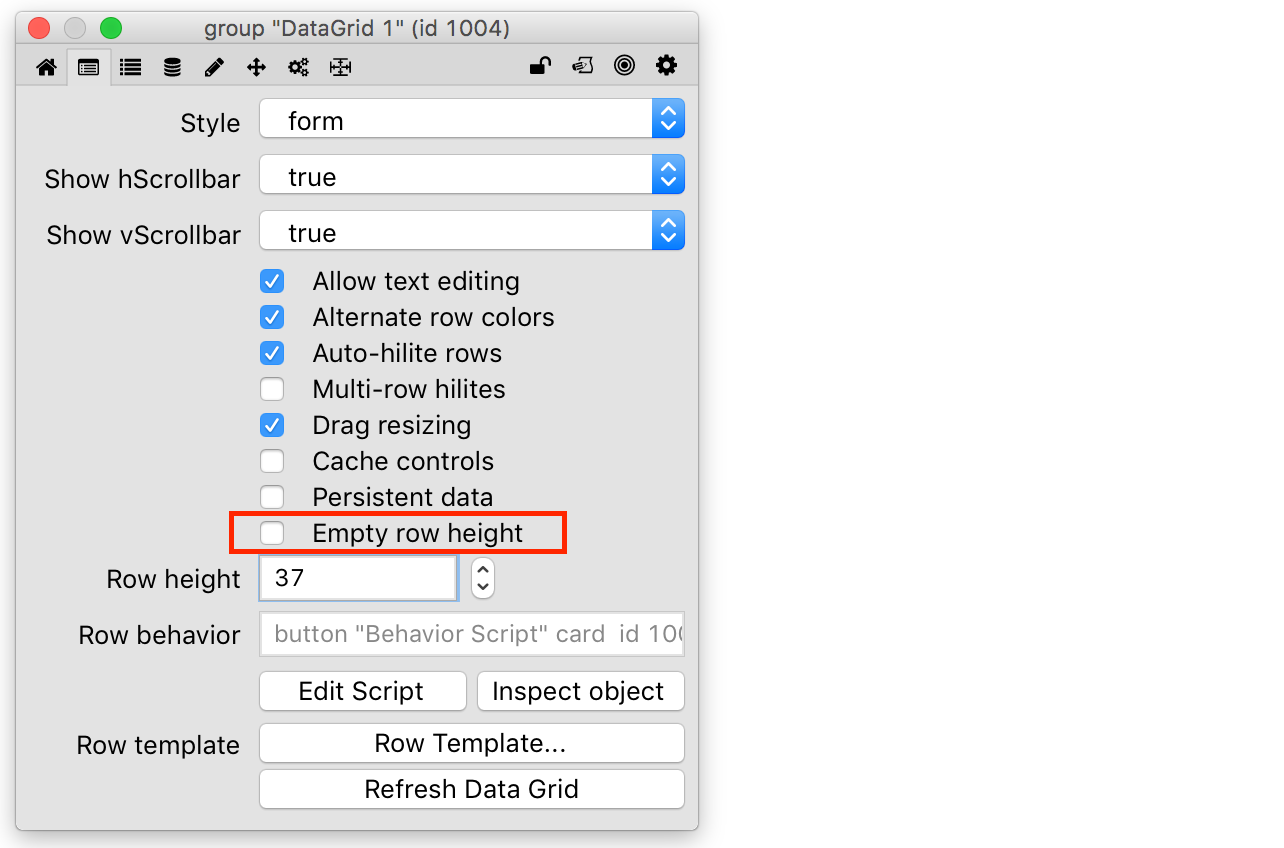 group "DataGrid 1" (id 1004)
Style form
Show hScrollbar true
Show vScrollbar true
Allow text editing
Alternate row colors
Auto-hilite rows
Multi-row hilites
Drag resizing
Cache controls
Persistent data
Empty row height
Row height 37
Row behavior button "Behavior Script" card id 100
Edit Script Inspect object
Row template Row Template...
Refresh Data Grid